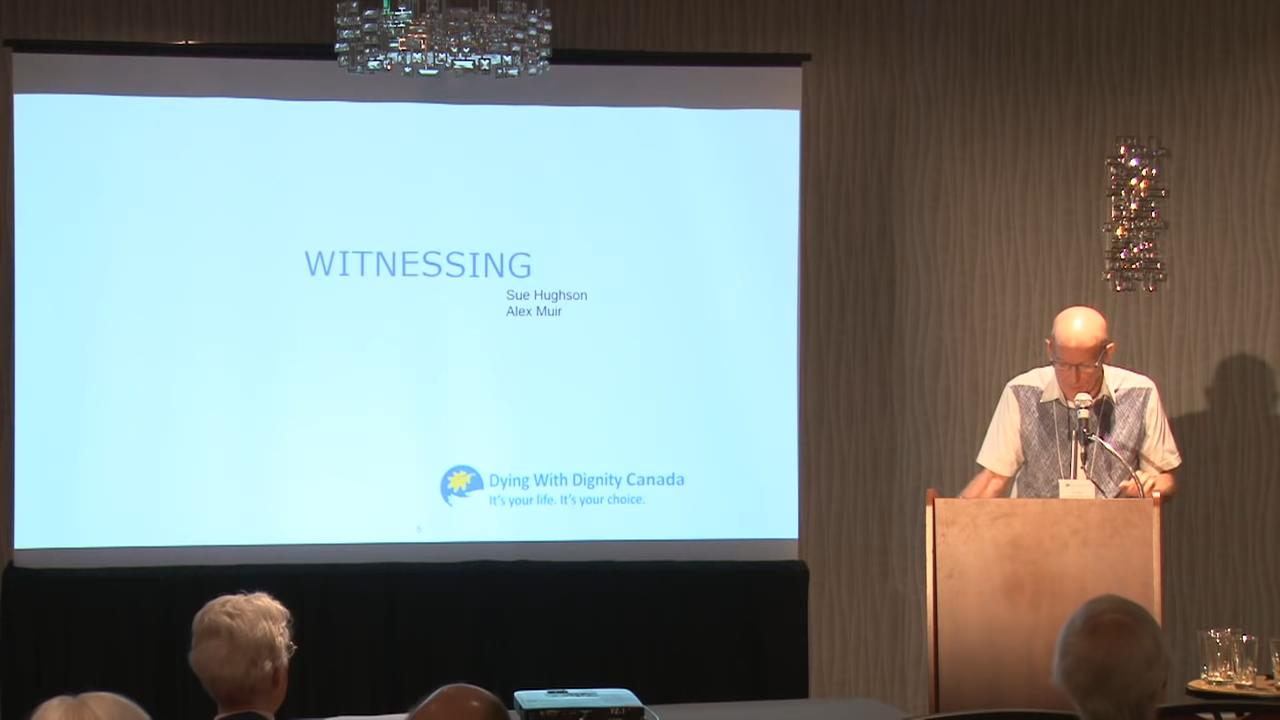 WITNESSING
Sue Hughson
Alex Muir
Dying With Dignity Canada
It's your life. It's your choice.